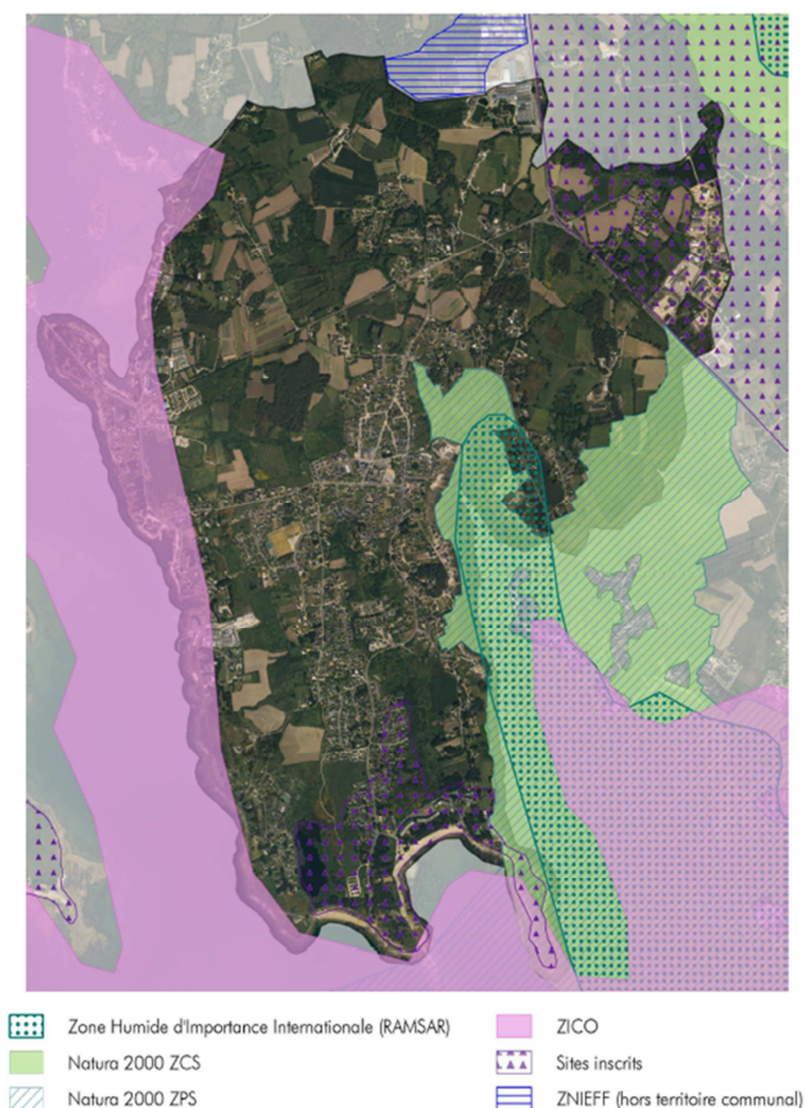 Zone Humide d'Importance Internationale (RAMSAR)
Natura 2000 ZCS
Natura 2000 ZPS
ZICO
Sites inscrits
ZNIEFF (hors territoire communal)